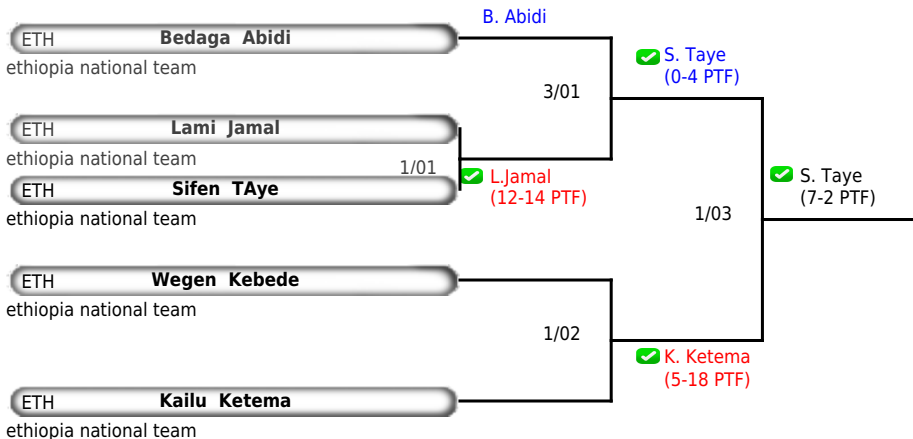 B. Abidi
ETH Bedaga Abidi
ethiopia national team
S. Taye
(0-4 PTF)
3/01
ETH Lami Jamal
ethiopia national team
1/01
L.Jamal
(12-14 PTF)
ETH Sifen TAye
ethiopia national team
S. Taye
(7-2 PTF)
1/03
ETH Wegen Kebede
ethiopia national team
1/02
K. Ketema
(5-18 PTF)
ETH Kailu Ketema
ethiopia national team